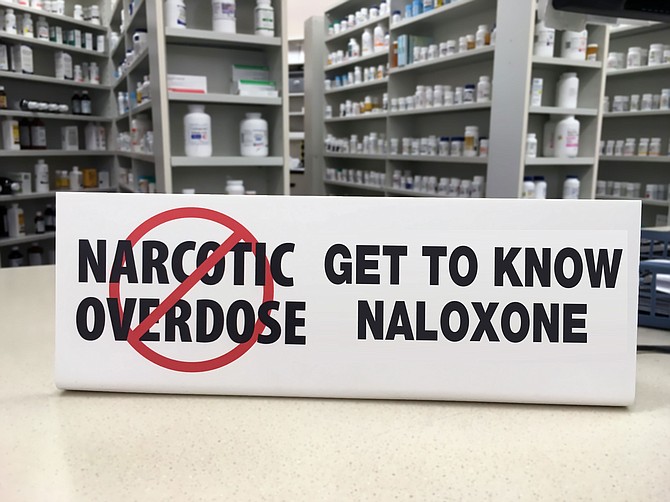 NARCOTIC
OVERDOSE
GET TO KNOW
NALOXONE